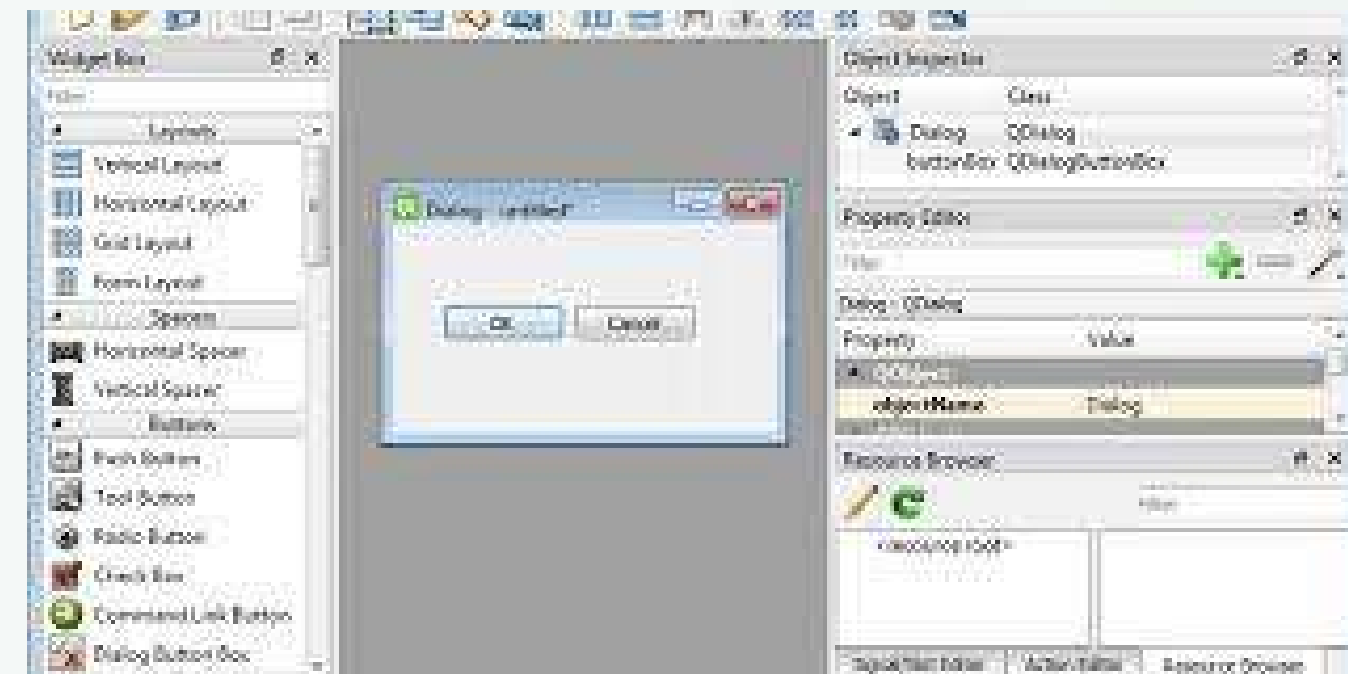 Widget Box
Filter
Layouts
Vertical Layout
Horizontal Layout
Grid Layout
Form Layout
Spacers
Horizontal Spacer
Vertical Spacer
Buttons
Push Button
Tool Button
Radio Button
Check Box
Command Link Button
Dialog Button Box
Dialog - untitled*
OK
Cancel
Object Inspector
Object Class
Dialog QDialog
buttonBox QDialogButtonBox
Property Editor
Filter
Dialog : QDialog
Property Value
QObject
objectName Dialog
Resource Browser
Filter
<resource root>
Signal/Slot Editor Action Editor Resource Browser